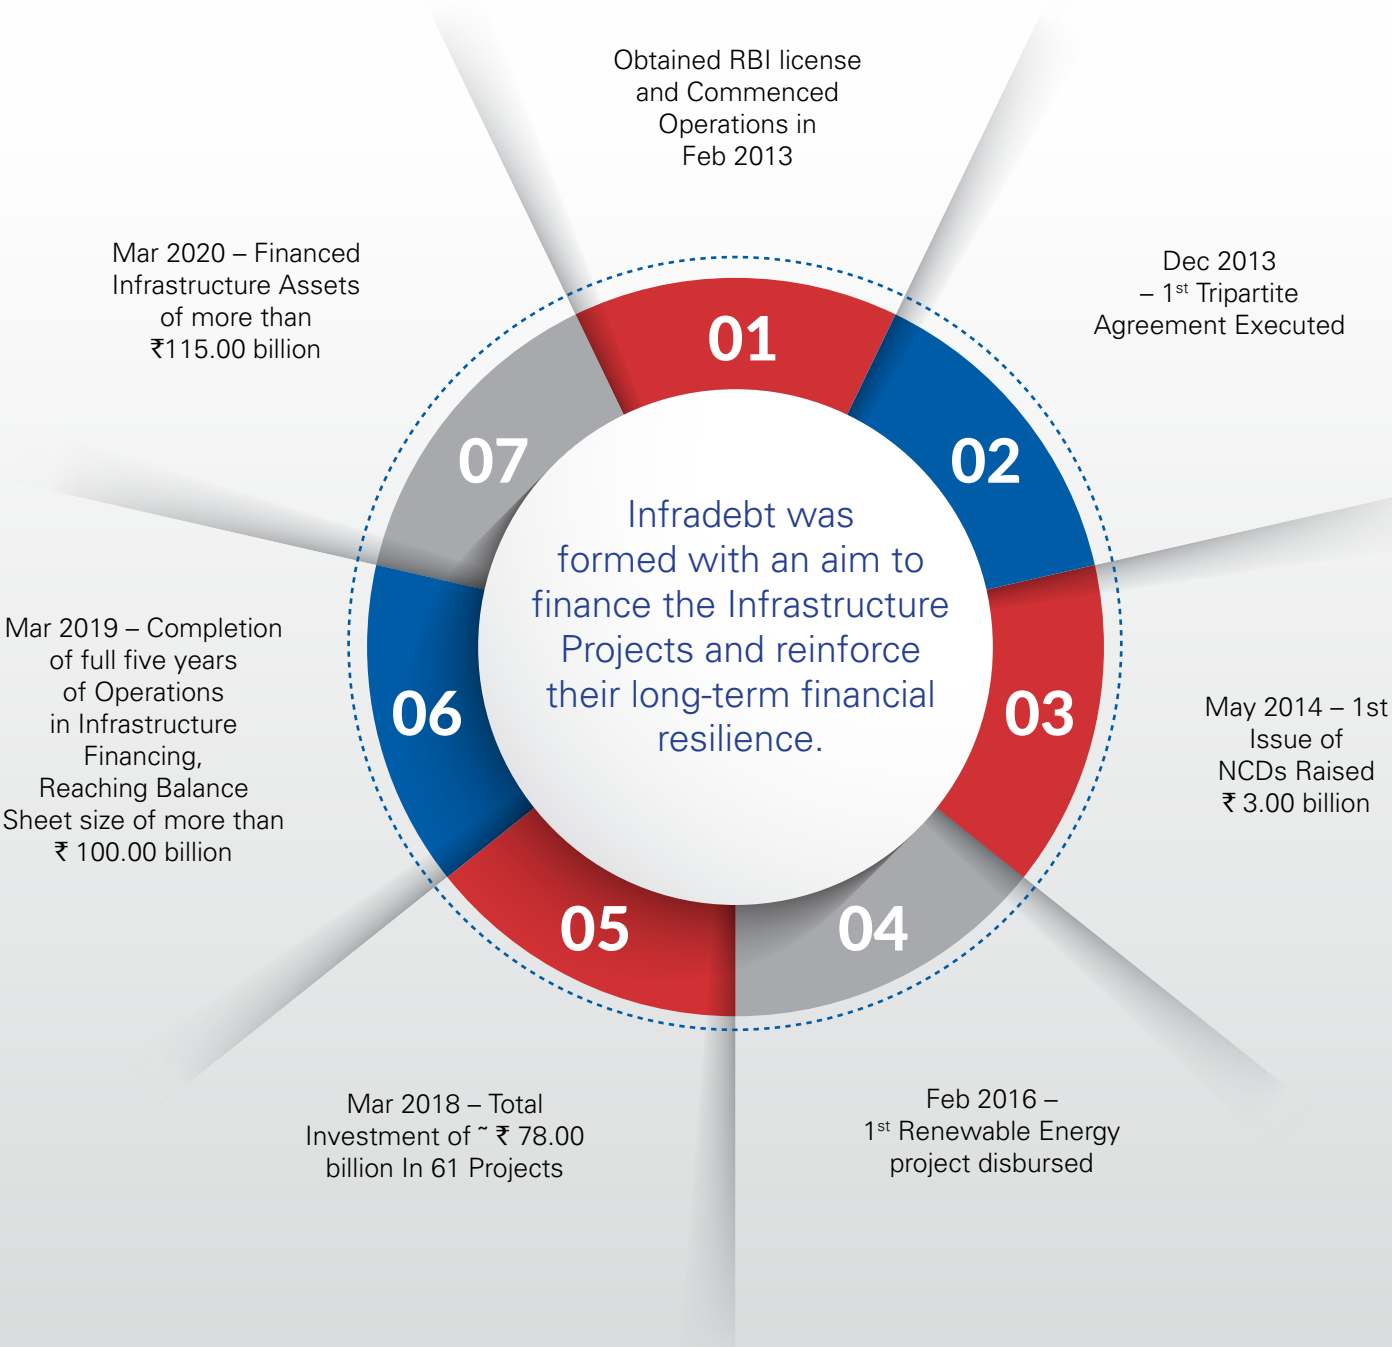 Obtained RBI license
and Commenced
Operations in
Feb 2013
01
Dec 2013
– 1st Tripartite
Agreement Executed
02
May 2014 – 1st
Issue of
NCDs Raised
₹ 3.00 billion
03
Feb 2016 –
1st Renewable Energy
project disbursed
04
Mar 2018 – Total
Investment of ˜ ₹ 78.00
billion In 61 Projects
05
Mar 2019 – Completion
of full five years
of Operations
in Infrastructure
Financing,
Reaching Balance
Sheet size of more than
₹ 100.00 billion
06
Mar 2020 – Financed
Infrastructure Assets
of more than
₹115.00 billion
07
Infradebt was
formed with an aim to
finance the Infrastructure
Projects and reinforce
their long-term financial
resilience.